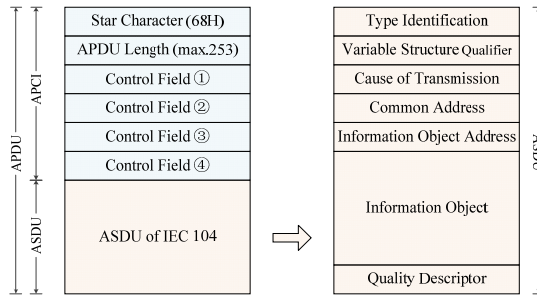 Star Character (68H)
APDU Length (max.253)
Control Field ①
Control Field ②
Control Field ③
Control Field ④
ASDU of IEC 104
APCI
APDU
ASDU
Type Identification
Variable Structure Qualifier
Cause of Transmission
Common Address
Information Object Address
Information Object
Quality Descriptor